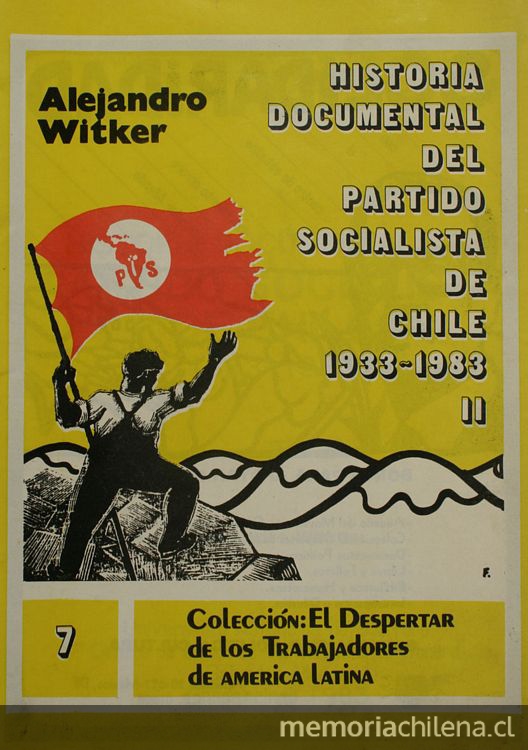 Alejandro
Witker
HISTORIA
DOCUMENTAL
DEL
PARTIDO
SOCIALISTA
DE
CHILE
1933-1983
II
PS
F.
7
Colección: El Despertar
de los Trabajadores
de america latina
memoriachilena.cl